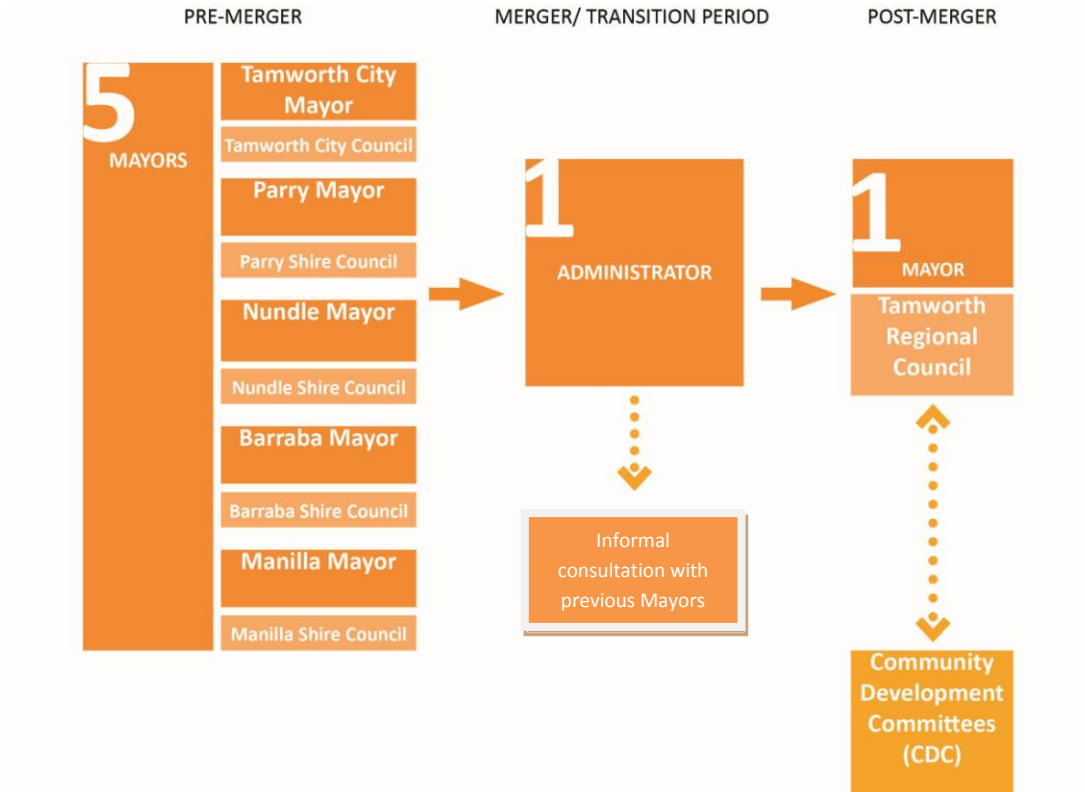 PRE-MERGER
MERGER/ TRANSITION PERIOD
POST-MERGER
5
MAYORS
Tamworth City
Mayor
Tamworth City Council
Parry Mayor
Parry Shire Council
Nundle Mayor
Nundle Shire Council
Barraba Mayor
Barraba Shire Council
Manilla Mayor
Manilla Shire Council
1
ADMINISTRATOR
Informal
consultation with
previous Mayors
1
MAYOR
Tamworth
Regional
Council
Community
Development
Committees
(CDC)